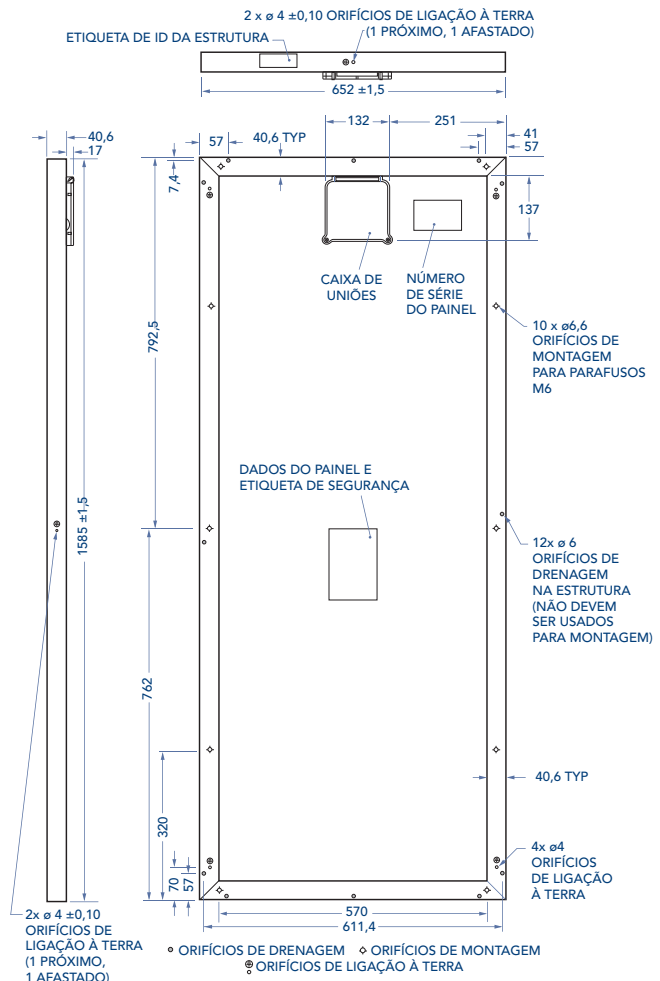 2 x ø 4 ±0,10 ORIFÍCIOS DE LIGAÇÃO À TERRA
(1 PRÓXIMO, 1 AFASTADO)
ETIQUETA DE ID DA ESTRUTURA
652 ±1,5
132
251
40,6
17
57
40,6 TYP
41
57
7,4
137
CAIXA DE
UNIÕES
NÚMERO
DE SÉRIE
DO PAINEL
792,5
10 x ø6,6
ORIFÍCIOS DE
MONTAGEM
PARA PARAFUSOS
M6
DADOS DO PAINEL E
ETIQUETA DE SEGURANÇA
1585 ±1,5
12x ø 6
ORIFÍCIOS DE
DRENAGEM
NA ESTRUTURA
(NÃO DEVEM
SER USADOS
PARA MONTAGEM)
762
40,6 TYP
320
70
57
4x ø4
ORIFÍCIOS
DE LIGAÇÃO
À TERRA
570
611,4
2x ø 4 ±0,10
ORIFÍCIOS DE
LIGAÇÃO À TERRA
(1 PRÓXIMO,
1 AFASTADO)
ORIFÍCIOS DE DRENAGEM ORIFÍCIOS DE MONTAGEM
ORIFÍCIOS DE LIGAÇÃO À TERRA